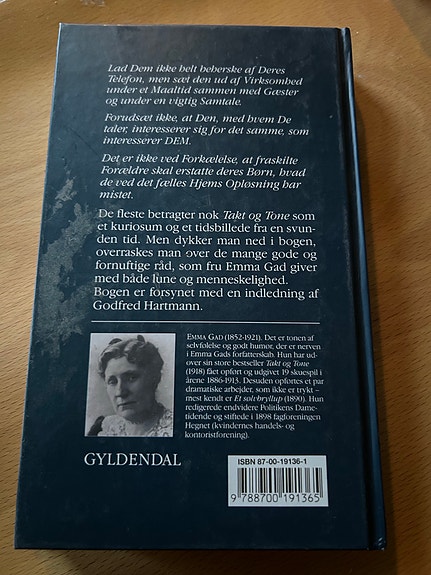 Lad Dem ikke helt beherske af Deres
Telefon, men sæt den ud af Virksomhed
under et Maaltid sammen med Gæster
og under en vigtig Samtale.
Forudsæt ikke, at Den, med hvem De
taler, interesserer sig for det samme, som
interesserer DEM.
Det er ikke ved Forkælelse, at fraskilte
Forældre skal erstatte deres Børn, hvad
de ved det fælles Hjems Opløsning har
mistet.
De fleste betragter nok Takt og Tone som
et kuriosum og et tidsbillede fra en svun-
den tid. Men dykker man ned i bogen,
overraskes man over de mange gode og
fornuftige råd, som fru Emma Gad giver
med både lune og menneskelighed.
Bogen er forsynet med en indledning af
Godfred Hartmann.
EMMA GAD (1852-1921). Det er tonen af
selvfølelse og godt humør, der er nerven
i Emma Gads forfatterskab. Hun har ud-
over sin store bestseller Takt og Tone
(1918) fået opført og udgivet 19 skuespil i
årene 1886-1913. Desuden opførtes et par
dramatiske arbejder, som ikke er trykt –
mest kendt er Et sølvbryllup (1890). Hun
redigerede endvidere Politikens Dame-
tidende og stiftede i 1898 fagforeningen
Hegnet (kvindernes handels- og
kontoristforening).
GYLDENDAL
ISBN 87-00-19136-1
9 788700 191365